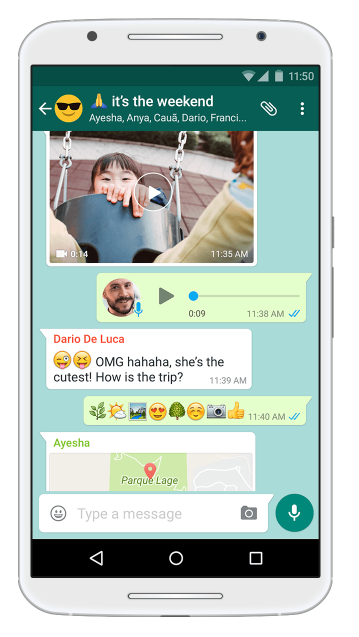 11:50
🙏 it's the weekend
Ayesha, Anya, Cauã, Dario, Franci...
0:14
11:35 AM
0:09
11:38 AM
Dario De Luca
😜😝 OMG hahaha, she's the
cutest! How is the trip?
11:39 AM
🌿🌤🏞😍🌳☺📷👍 11:40 AM
Ayesha
Parque Lage
Type a message